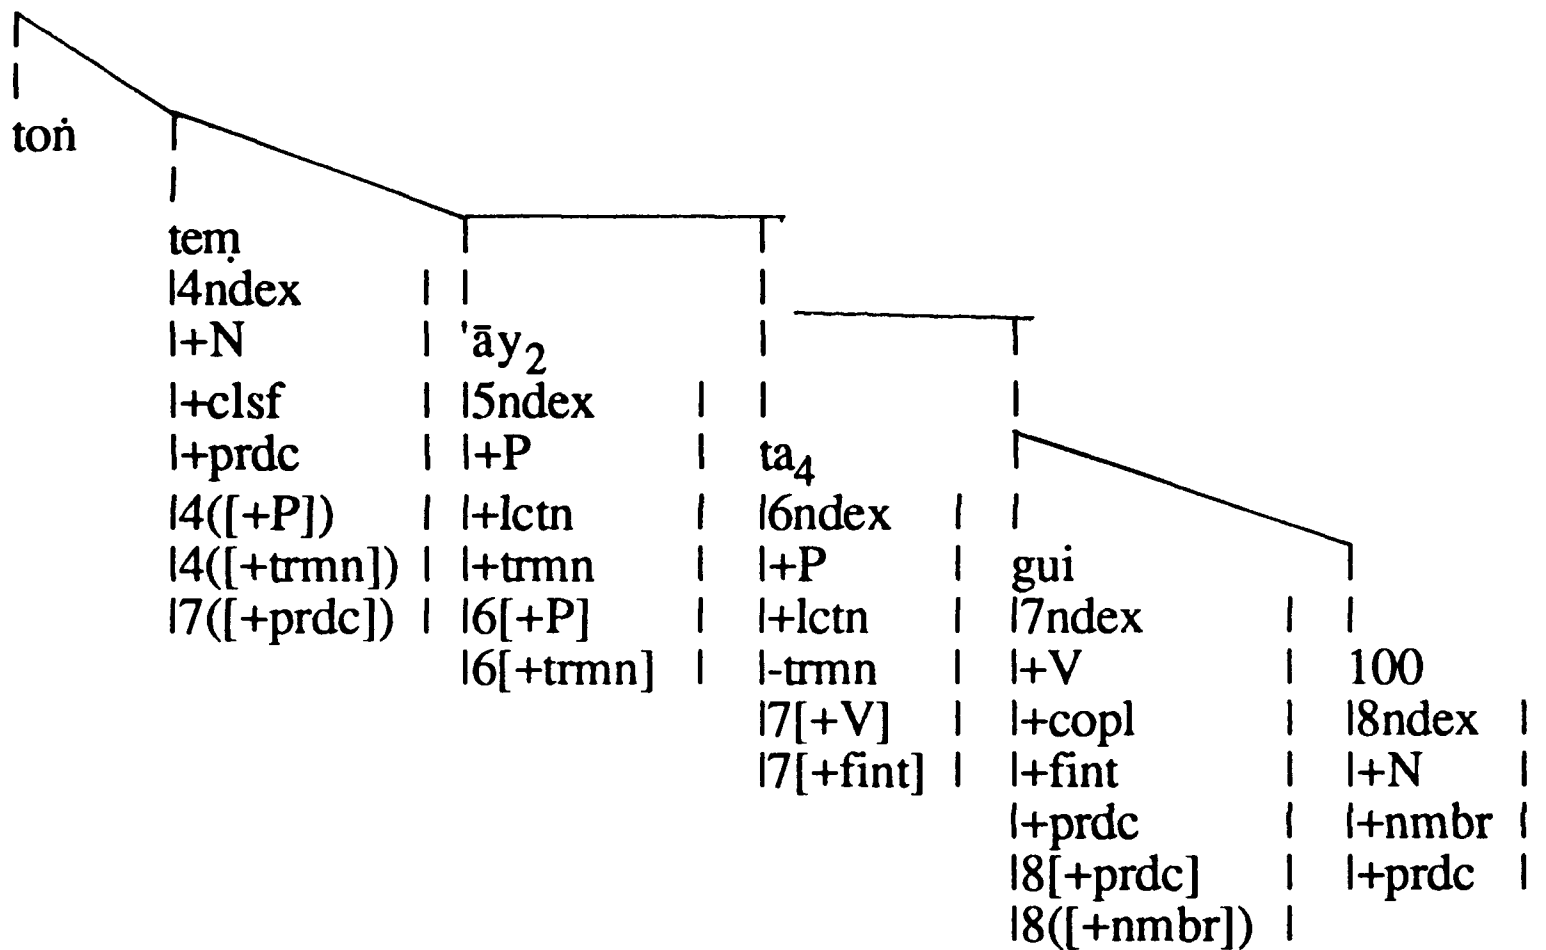 toṅ
teṃ
|4ndex |
|+N |
|+clsf |
|+prdc |
|4([+P]) |
|4([+trmn]) |
|7([+prdc]) |
'āy₂
|5ndex |
|+P |
|+lctn |
|+trmn |
|6[+P] |
|6[+trmn] |
ta₄
|6ndex |
|+P |
|+lctn |
|-trmn |
|7[+V] |
|7[+fint] |
gui
|7ndex |
|+V |
|+copl |
|+fint |
|+prdc |
|8[+prdc] |
|8([+nmbr]) |
100
|8ndex |
|+N |
|+nmbr |
|+prdc |